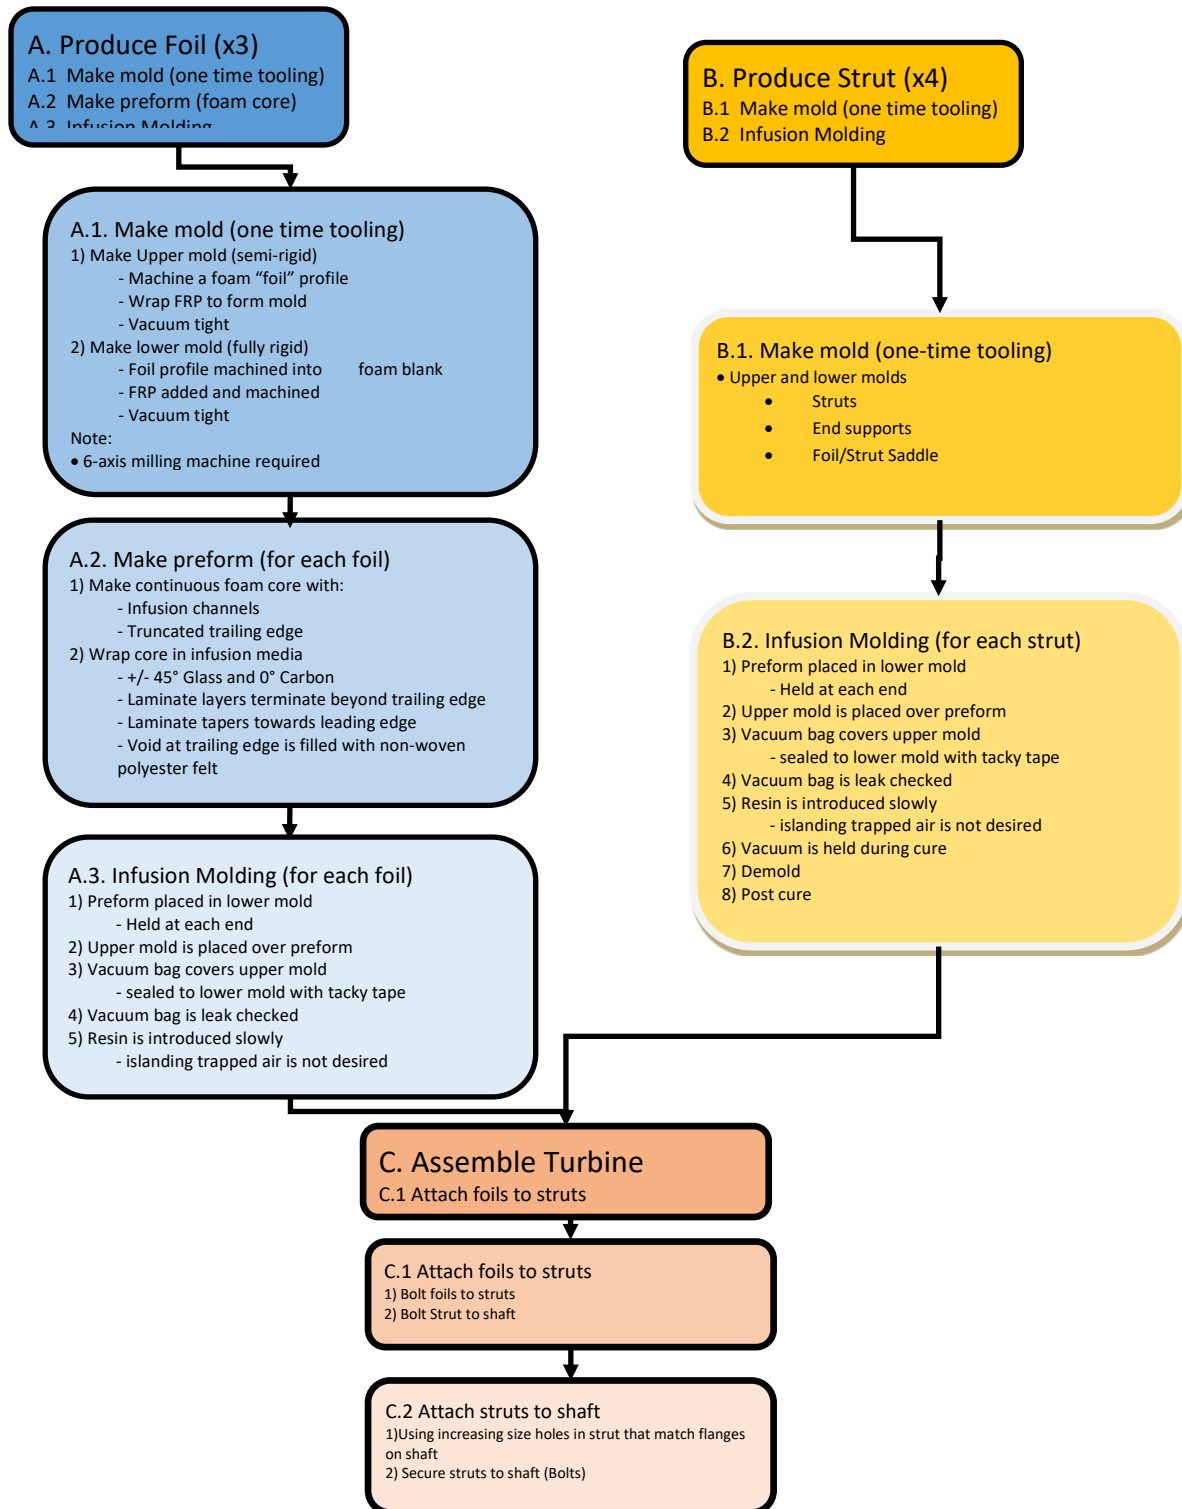 A. Produce Foil (x3)
A.1 Make mold (one time tooling)
A.2 Make preform (foam core)
A.3 Infusion Molding
A.1. Make mold (one time tooling)
1) Make Upper mold (semi-rigid)
- Machine a foam “foil” profile
- Wrap FRP to form mold
- Vacuum tight
2) Make lower mold (fully rigid)
- Foil profile machined into foam blank
- FRP added and machined
- Vacuum tight
Note:
• 6-axis milling machine required
A.2. Make preform (for each foil)
1) Make continuous foam core with:
- Infusion channels
- Truncated trailing edge
2) Wrap core in infusion media
- +/- 45° Glass and 0° Carbon
- Laminate layers terminate beyond trailing edge
- Laminate tapers towards leading edge
- Void at trailing edge is filled with non-woven
polyester felt
A.3. Infusion Molding (for each foil)
1) Preform placed in lower mold
- Held at each end
2) Upper mold is placed over preform
3) Vacuum bag covers upper mold
- sealed to lower mold with tacky tape
4) Vacuum bag is leak checked
5) Resin is introduced slowly
- islanding trapped air is not desired
B. Produce Strut (x4)
B.1 Make mold (one time tooling)
B.2 Infusion Molding
B.1. Make mold (one-time tooling)
• Upper and lower molds
• Struts
• End supports
• Foil/Strut Saddle
B.2. Infusion Molding (for each strut)
1) Preform placed in lower mold
- Held at each end
2) Upper mold is placed over preform
3) Vacuum bag covers upper mold
- sealed to lower mold with tacky tape
4) Vacuum bag is leak checked
5) Resin is introduced slowly
- islanding trapped air is not desired
6) Vacuum is held during cure
7) Demold
8) Post cure
C. Assemble Turbine
C.1 Attach foils to struts
C.1 Attach foils to struts
1) Bolt foils to struts
2) Bolt Strut to shaft
C.2 Attach struts to shaft
1)Using increasing size holes in strut that match flanges
on shaft
2) Secure struts to shaft (Bolts)